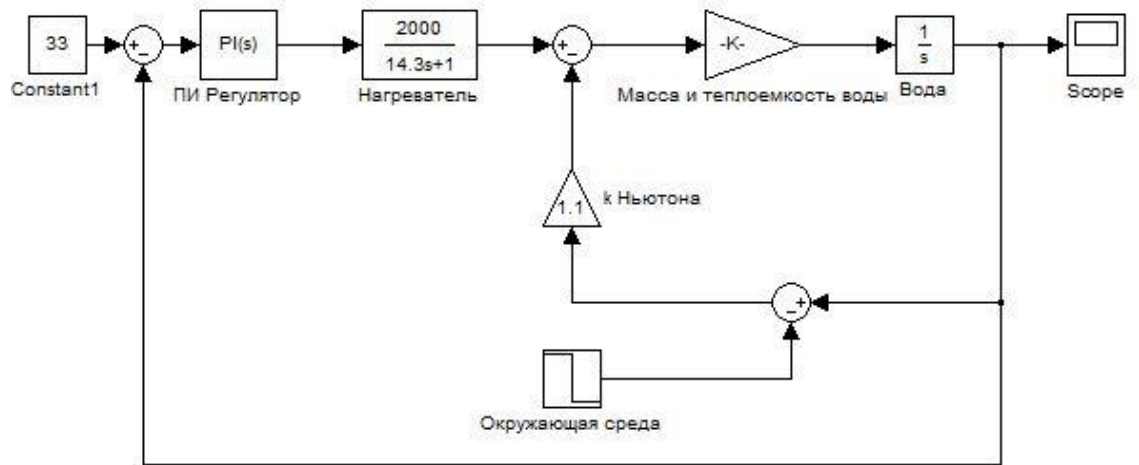 33
Constant1
+
−
PI(s)
ПИ Регулятор
2000
14.3s+1
Нагреватель
+
−
-K-
Масса и теплоемкость воды
1
s
Вода
Scope
1.1
k Ньютона
−
+
Окружающая среда